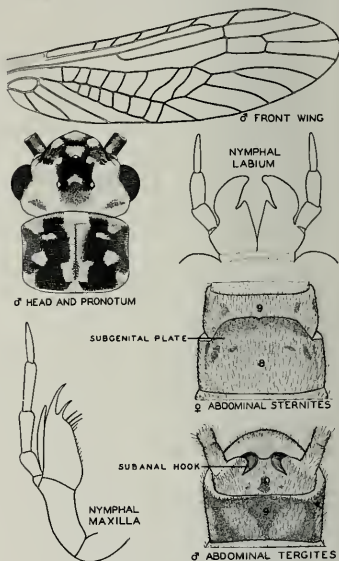 ♂ FRONT WING
NYMPHAL
LABIUM
♂ HEAD AND PRONOTUM
9
SUBGENITAL PLATE
8
♀ ABDOMINAL STERNITES
SUBANAL HOOK
9
NYMPHAL
MAXILLA
♂ ABDOMINAL TERGITES